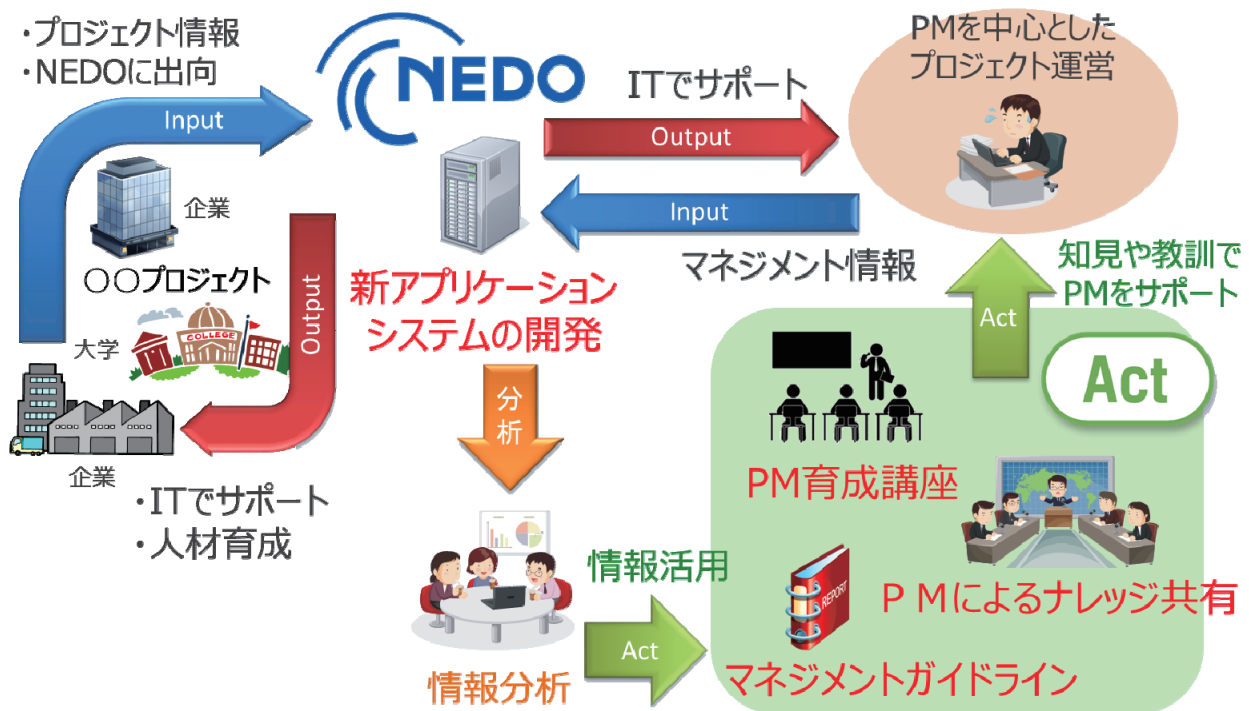 ・プロジェクト情報
・NEDOに出向
Input
企業
〇〇プロジェクト
大学
COLLEGE
企業
Output
・ITでサポート
・人材育成
NEDO
新アプリケーション
システムの開発
ITでサポート
Output
Input
マネジメント情報
PMを中心とした
プロジェクト運営
分
析
情報分析
情報活用
Act
知見や教訓で
PMをサポート
Act
Act
PM育成講座
ＰＭによるナレッジ共有
REPORT
マネジメントガイドライン